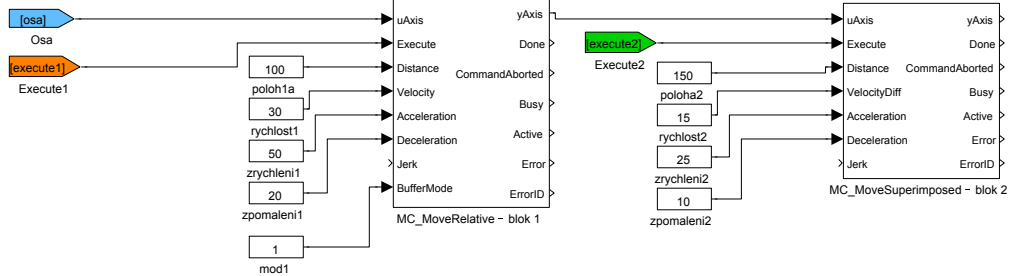 [osa]
Osa
[execute1]
Execute1
100
poloh1a
30
rychlost1
50
zrychleni1
20
zpomaleni1
1
mod1
uAxis
Execute
Distance
Velocity
Acceleration
Deceleration
Jerk
BufferMode
yAxis
Done
CommandAborted
Busy
Active
Error
ErrorID
MC_MoveRelative - blok 1
[execute2]
Execute2
150
poloha2
15
rychlost2
25
zrychleni2
10
zpomaleni2
uAxis
Execute
Distance
VelocityDiff
Acceleration
Deceleration
Jerk
yAxis
Done
CommandAborted
Busy
Active
Error
ErrorID
MC_MoveSuperimposed - blok 2